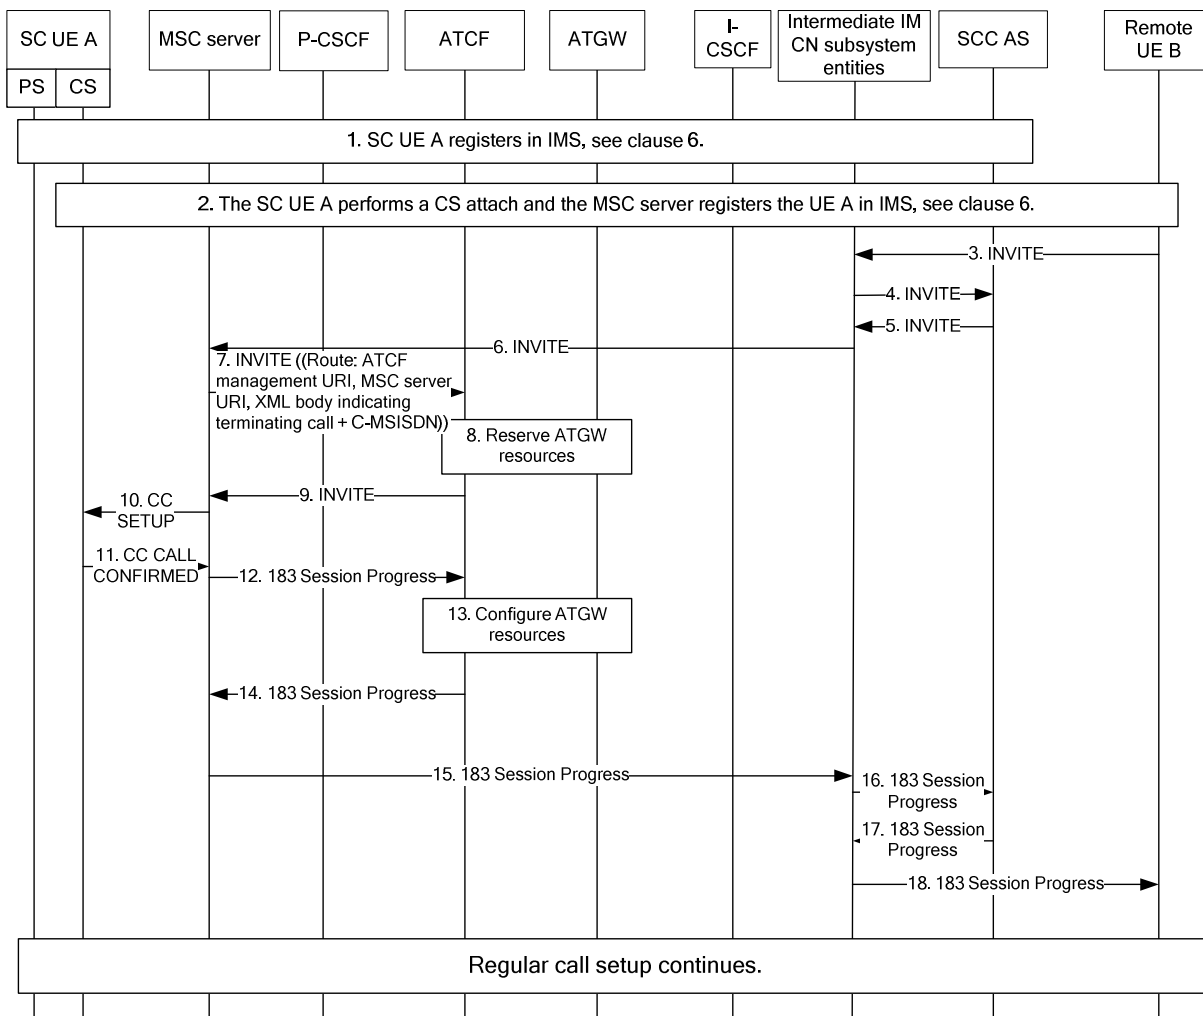 SC UE A
MSC server
P-CSCF
ATCF
ATGW
I-
CSCF
Intermediate IM
CN subsystem
entities
SCC AS
Remote
UE B
PS
CS
1. SC UE A registers in IMS, see clause 6.
2. The SC UE A performs a CS attach and the MSC server registers the UE A in IMS, see clause 6.
3. INVITE
4. INVITE
5. INVITE
6. INVITE
7. INVITE ((Route: ATCF
management URI, MSC server
URI, XML body indicating
terminating call + C-MSISDN))
8. Reserve ATGW
resources
9. INVITE
10. CC
SETUP
11. CC CALL
CONFIRMED
12. 183 Session Progress
13. Configure ATGW
resources
14. 183 Session Progress
15. 183 Session Progress
16. 183 Session
Progress
17. 183 Session
Progress
18. 183 Session Progress
Regular call setup continues.